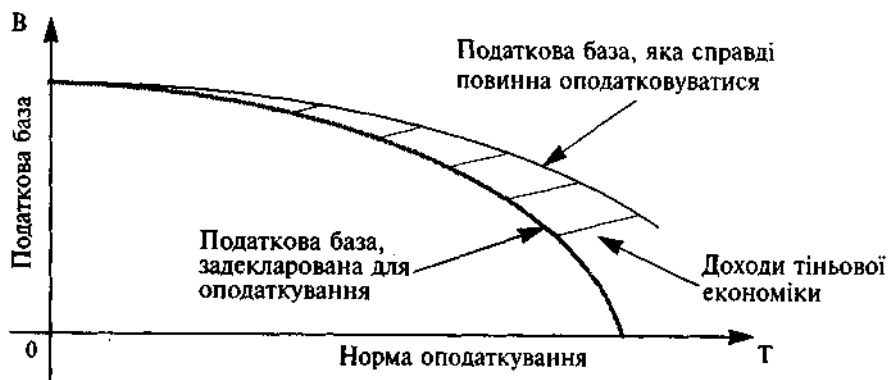 В
Податкова база, яка справді
повинна оподатковуватися
Податкова база
Податкова база,
задекларована для
оподаткування
Доходи тіньової
економіки
0
Норма оподаткування
Т